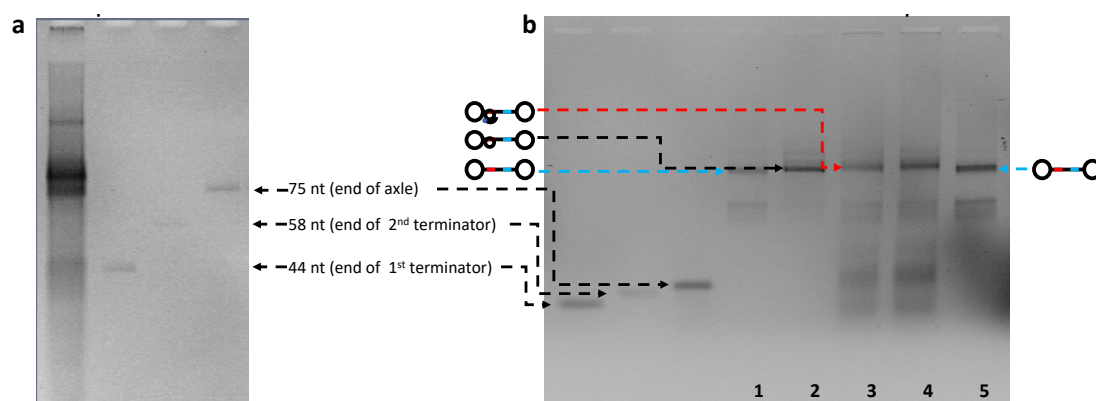 a
b
75 nt (end of axle)
58 nt (end of 2nd terminator)
44 nt (end of 1st terminator)
1 2 3 4 5